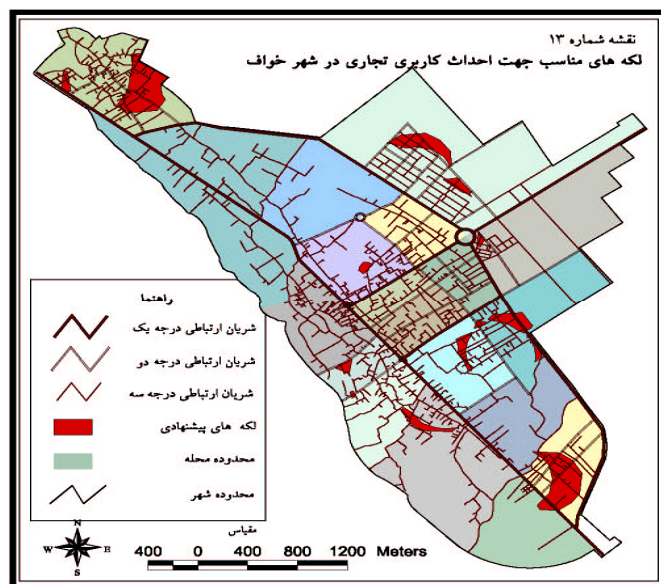 نقشه شماره ۱۳
لکه های مناسب جهت احداث کاربری تجاری در شهر خواف
راهنما
شریان ارتباطی درجه یک
شریان ارتباطی درجه دو
شریان ارتباطی درجه سه
لکه های پیشنهادی
محدوده محله
محدوده شهر
مقیاس
N
W E
S
400 0 400 800 1200 Meters